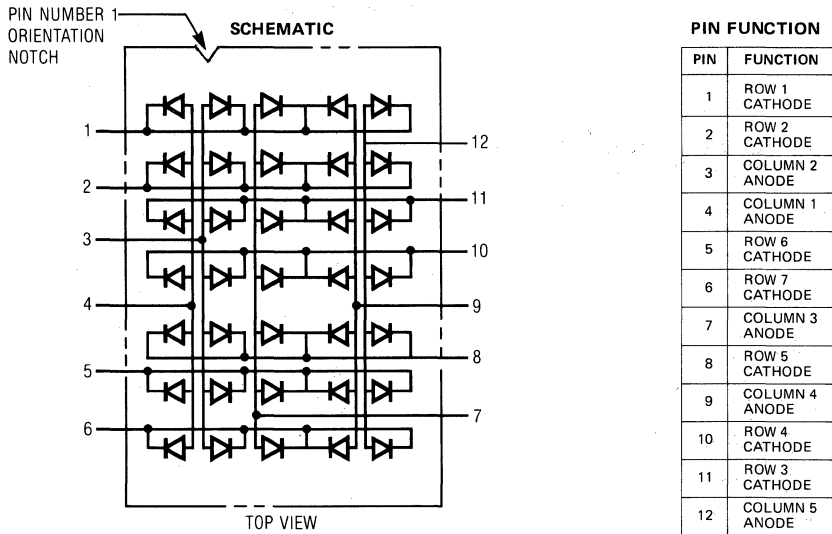 PIN NUMBER 1
ORIENTATION
NOTCH
SCHEMATIC
1
2
3
4
5
6
12
11
10
9
8
7
TOP VIEW
PIN FUNCTION
PIN FUNCTION
1 ROW 1
CATHODE
2 ROW 2
CATHODE
3 COLUMN 2
ANODE
4 COLUMN 1
ANODE
5 ROW 6
CATHODE
6 ROW 7
CATHODE
7 COLUMN 3
ANODE
8 ROW 5
CATHODE
9 COLUMN 4
ANODE
10 ROW 4
CATHODE
11 ROW 3
CATHODE
12 COLUMN 5
ANODE